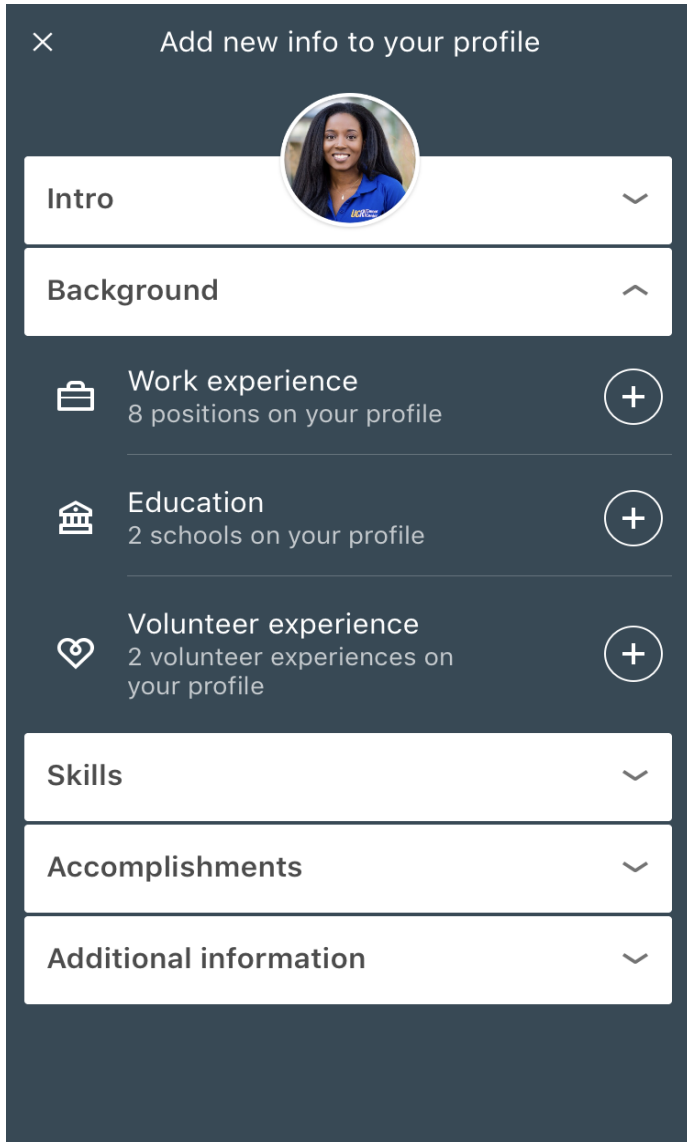 Add new info to your profile
Intro
Background
Work experience
8 positions on your profile
Education
2 schools on your profile
Volunteer experience
2 volunteer experiences on
your profile
Skills
Accomplishments
Additional information